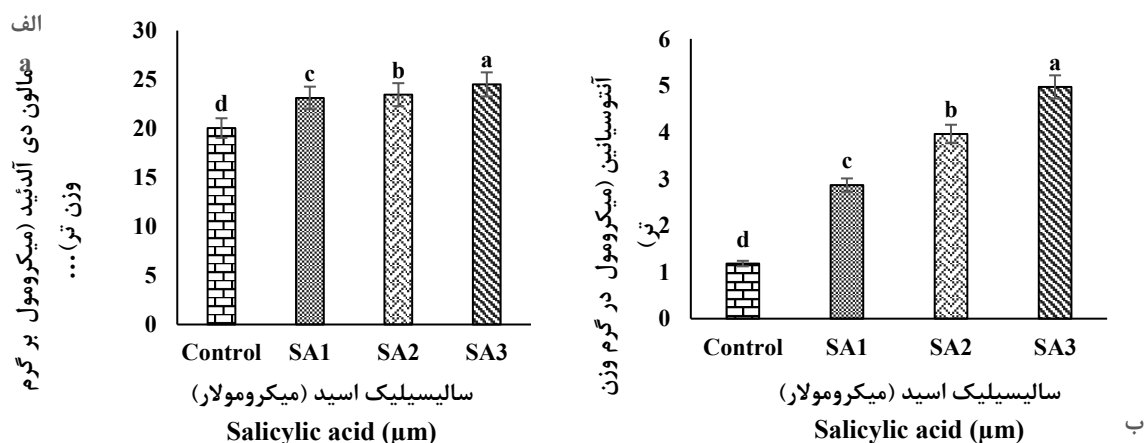 الف
a
مالون دی آلدئید (میکرومول بر گرم
وزن تر)...
30
25
20
15
10
5
0
d
c
b
a
Control SA1 SA2 SA3
سالیسیلیک اسید (میکرومولار)
Salicylic acid (µm)
آنتوسیانین (میکرومول در گرم وزن
تر)
6
5
4
3
2
1
0
d
c
b
a
Control SA1 SA2 SA3
سالیسیلیک اسید (میکرومولار)
Salicylic acid (µm)
ب